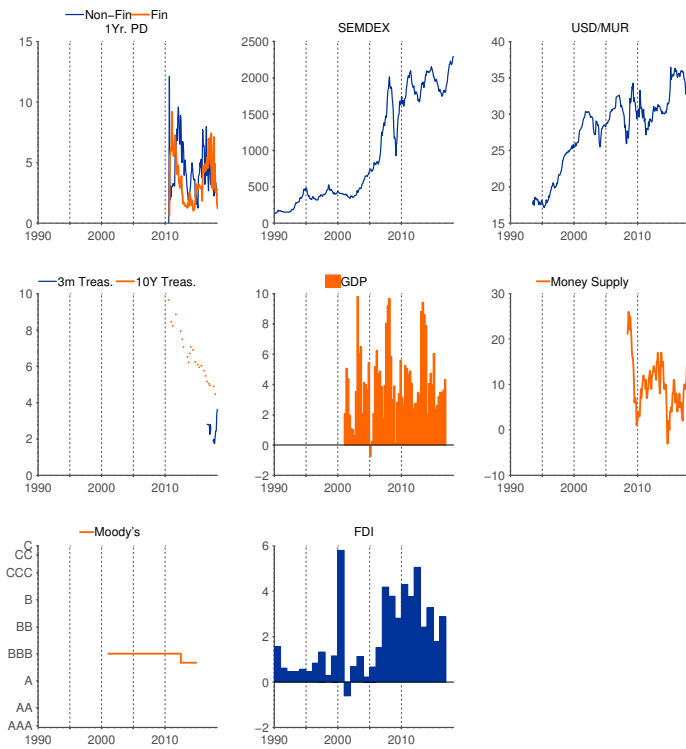 Non−Fin Fin
1Yr. PD
15
10
5
0
1990 2000 2010
SEMDEX
2500
2000
1500
1000
500
0
1990 2000 2010
USD/MUR
40
35
30
25
20
15
1990 2000 2010
3m Treas. 10Y Treas.
10
8
6
4
2
0
1990 2000 2010
GDP
10
8
6
4
2
0
−2
1990 2000 2010
Money Supply
30
20
10
0
−10
1990 2000 2010
Moody's
C
CC
CCC
B
BB
BBB
A
AA
AAA
1990 2000 2010
FDI
6
4
2
0
−2
1990 2000 2010